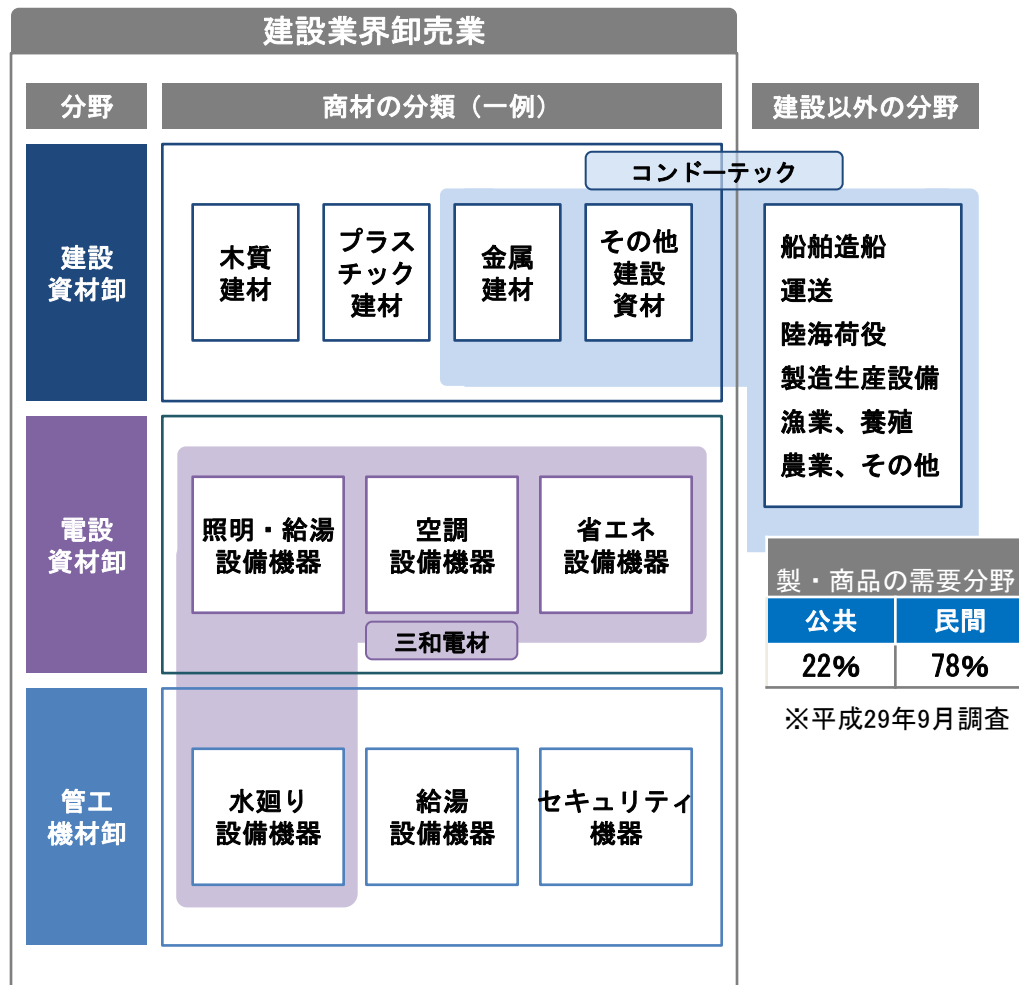 建設業界卸売業
分野
商材の分類（一例）
建設以外の分野
建設
資材卸
コンドーテック
木質
建材
プラス
チック
建材
金属
建材
その他
建設
資材
船舶造船
運送
陸海荷役
製造生産設備
漁業、養殖
農業、その他
電設
資材卸
照明・給湯
設備機器
空調
設備機器
省エネ
設備機器
三和電材
製・商品の需要分野
公共 民間
22% 78%
※平成29年9月調査
管工
機材卸
水廻り
設備機器
給湯
設備機器
セキュリティ
機器